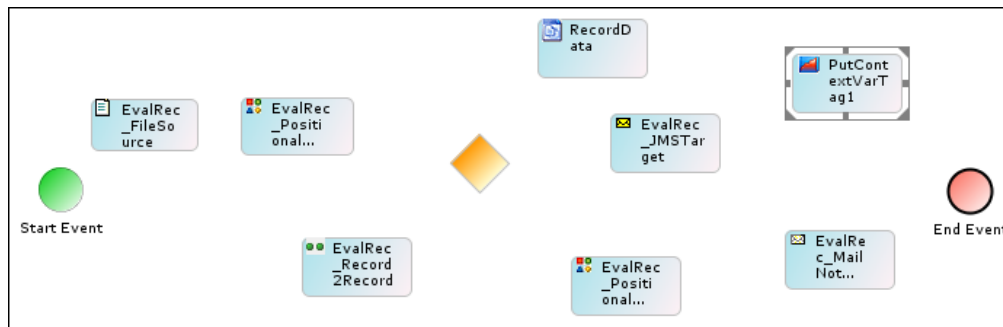 RecordD
ata
PutCont
extVarT
ag1
EvalRec
_FileSo
urce
EvalRec
_Positi
onal...
EvalRec
_JMSTar
get
Start Event
End Event
EvalRec
_Record
2Record
EvalRec
_Positi
onal...
EvalRe
c_Mail
Not...